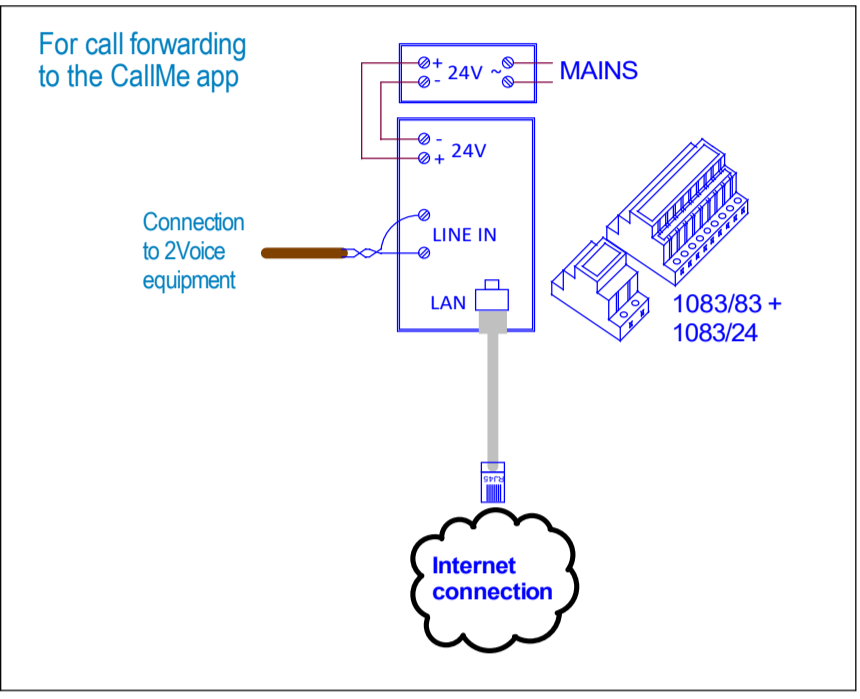 For call forwarding
to the CallMe app
+
- 24V ~
MAINS
-
+ 24V
Connection
to 2Voice
equipment
LINE IN
LAN
1083/83 +
1083/24
RJ45
Internet
connection